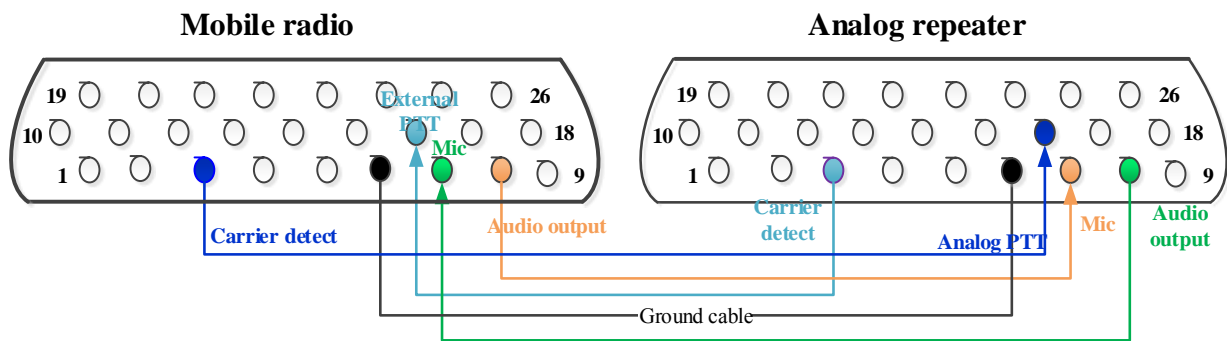 Mobile radio
Analog repeater
19
26
19
26
External
PTT
10
18
10
18
Mic
1
9
1
9
Carrier detect
Audio output
Carrier
detect
Analog PTT
Mic
Audio
output
Ground cable